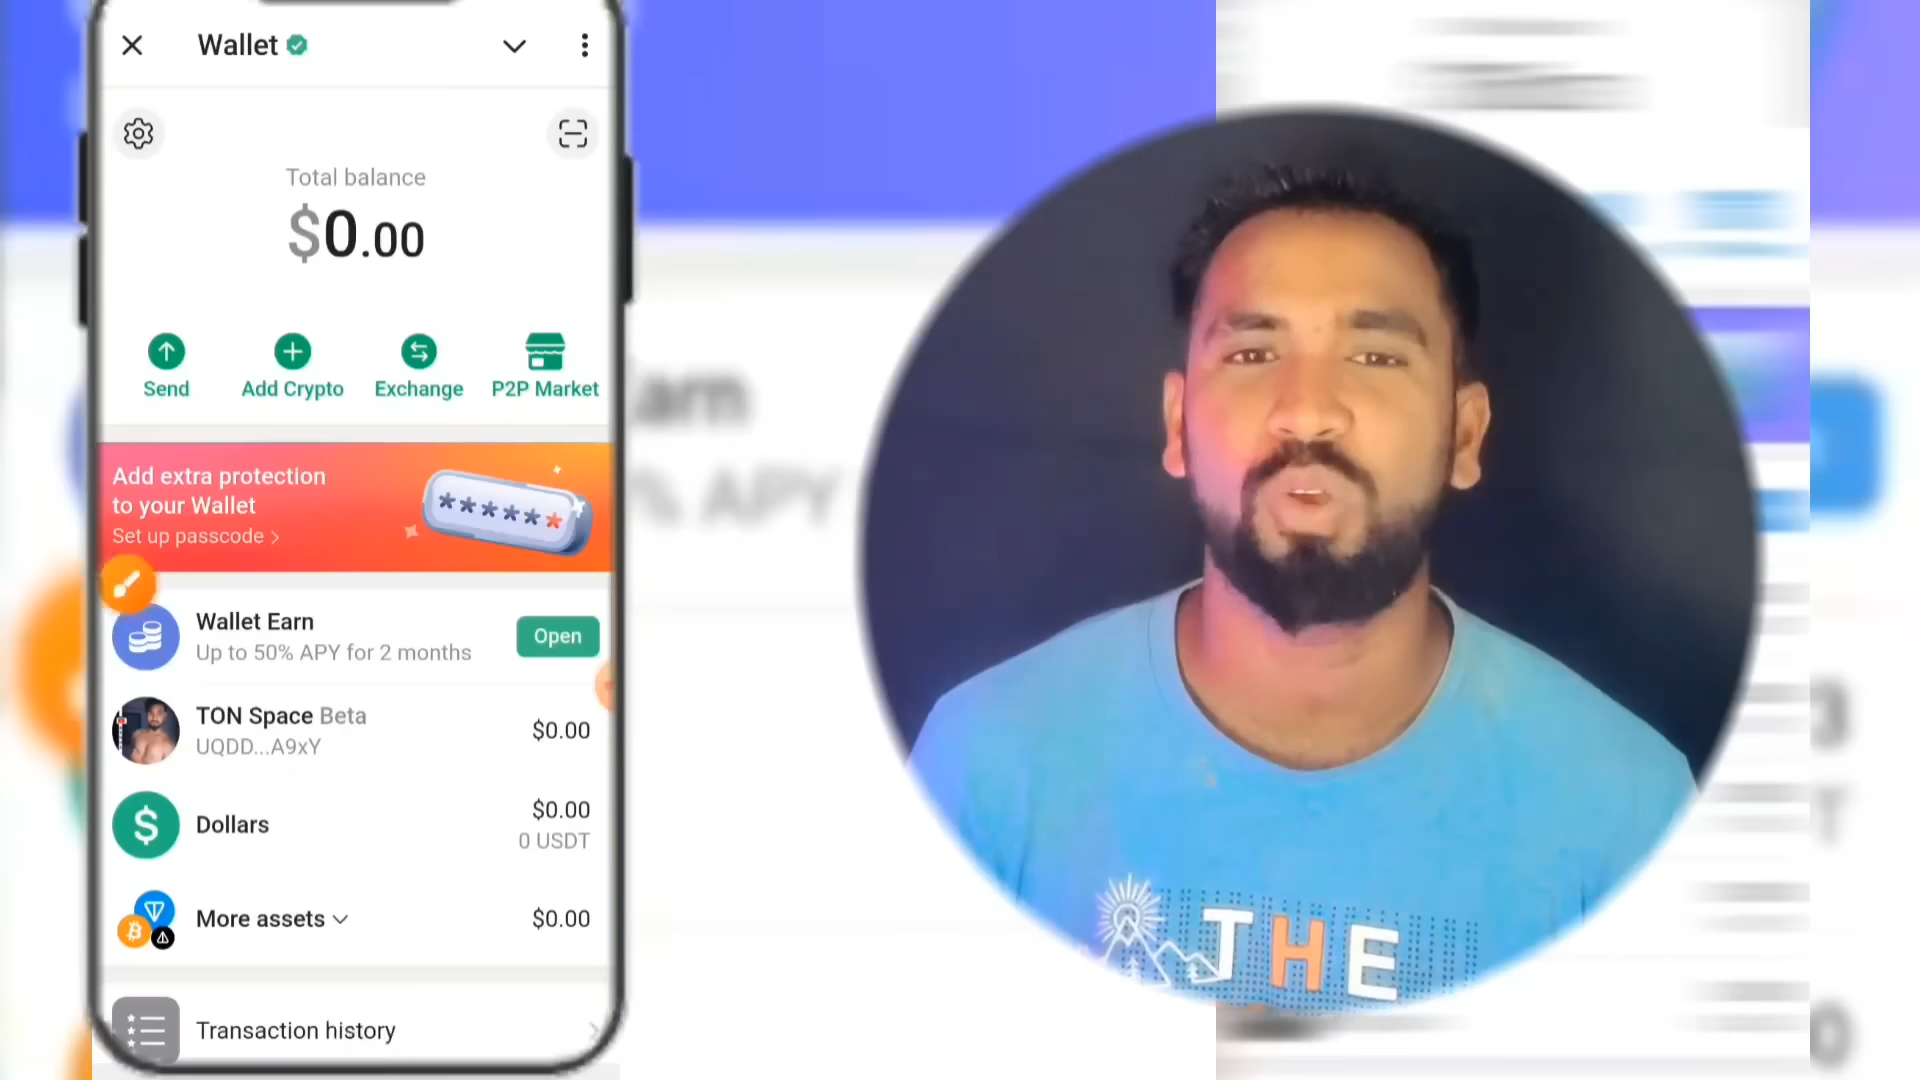 Wallet
Total balance
$0.00
Send
Add Crypto
Exchange
P2P Market
Add extra protection
to your Wallet
Set up passcode >
******
Wallet Earn
Up to 50% APY for 2 months
Open
TON Space Beta
UQDD...A9xY
$0.00
Dollars
$0.00
0 USDT
More assets
$0.00
Transaction history
arn
% APY
THE